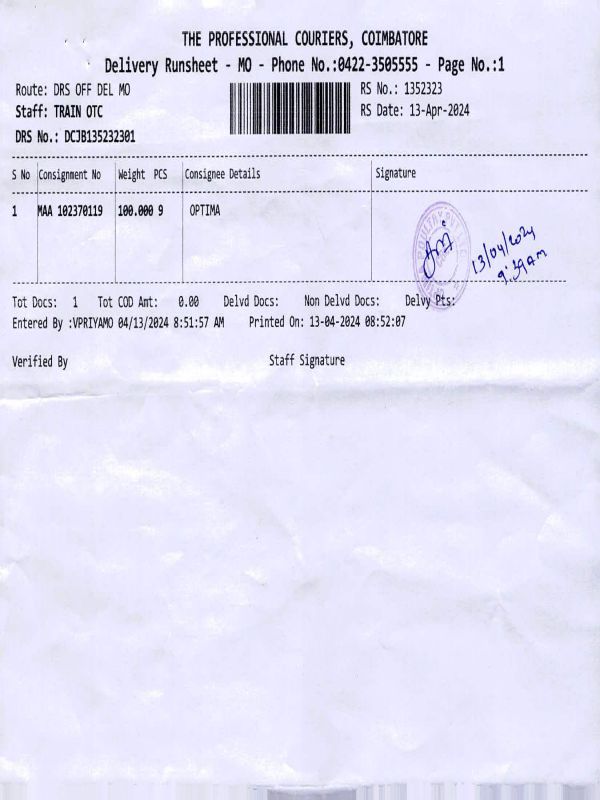 THE PROFESSIONAL COURIERS, COIMBATORE
Delivery Runsheet - MO - Phone No.:0422-3505555 - Page No.:1
Route: DRS OFF DEL MO RS No.: 1352323
Staff: TRAIN OTC RS Date: 13-Apr-2024
DRS No.: DCJB135232301
S No Consignment No Weight PCS Consignee Details Signature
1 MAA 102370119 100.000 9 OPTIMA
POULTRY
13/04/2024
9:39 AM
Tot Docs: 1 Tot COD Amt: 0.00 Delvd Docs: Non Delvd Docs: Delvy Pts:
Entered By :VPRIYAMO 04/13/2024 8:51:57 AM Printed On: 13-04-2024 08:52:07
Verified By Staff Signature